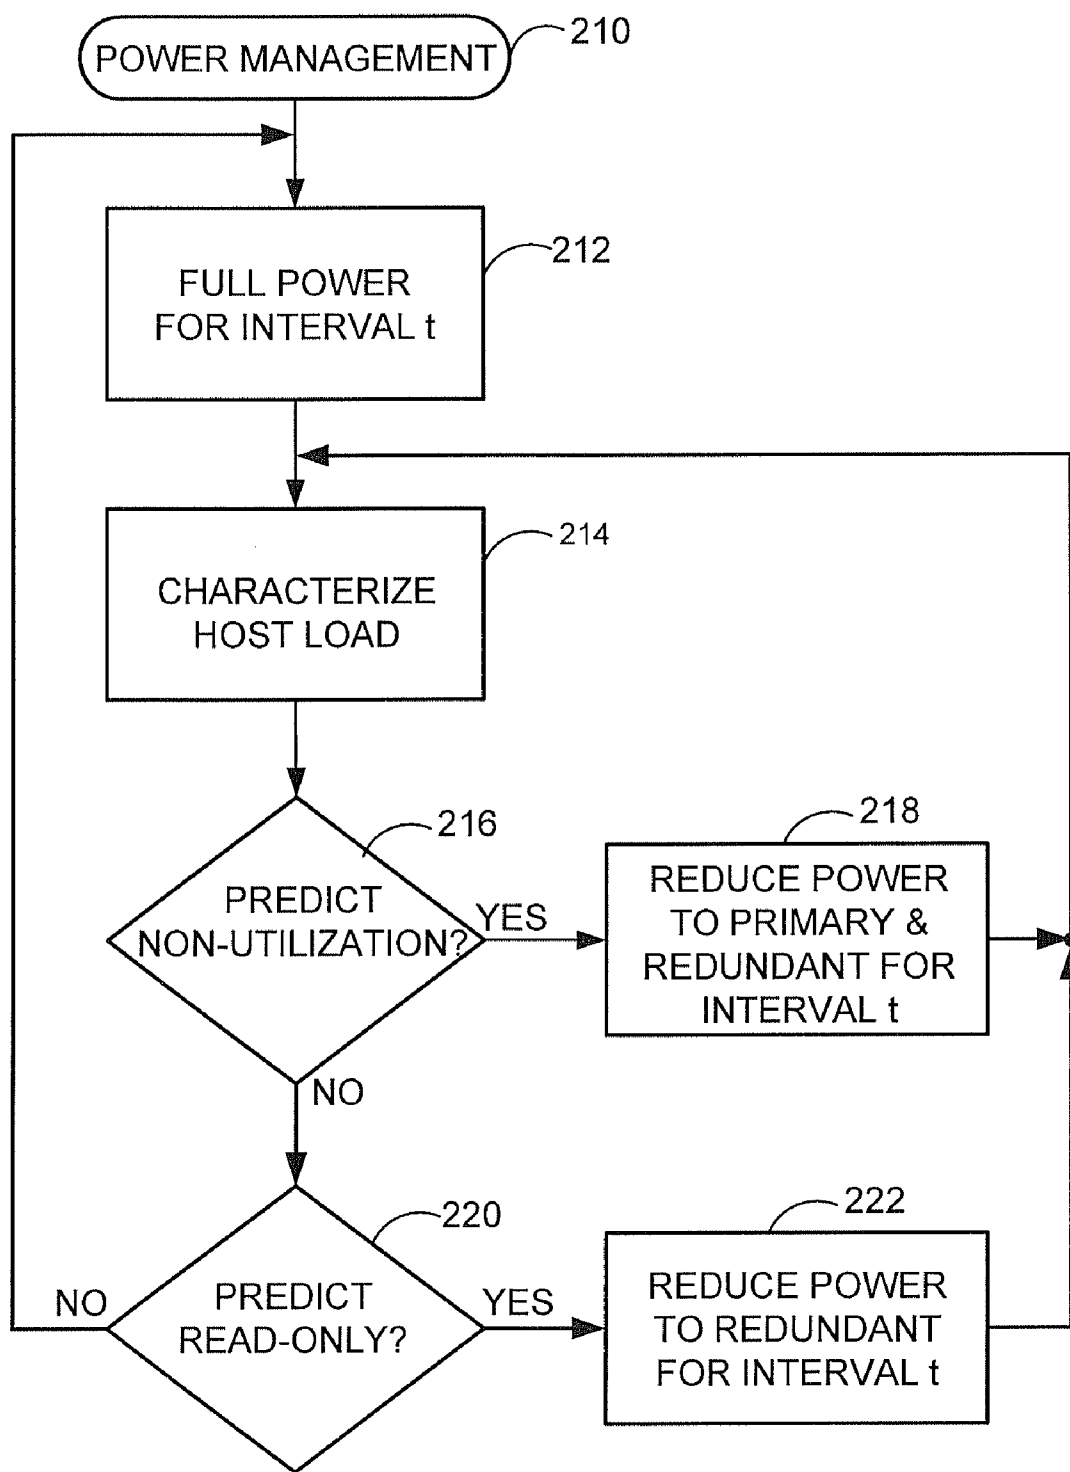 POWER MANAGEMENT
210
FULL POWER
FOR INTERVAL t
212
CHARACTERIZE
HOST LOAD
214
PREDICT
NON-UTILIZATION?
216
YES
NO
REDUCE POWER
TO PRIMARY &
REDUNDANT FOR
INTERVAL t
218
PREDICT
READ-ONLY?
220
NO
YES
REDUCE POWER
TO REDUNDANT
FOR INTERVAL t
222